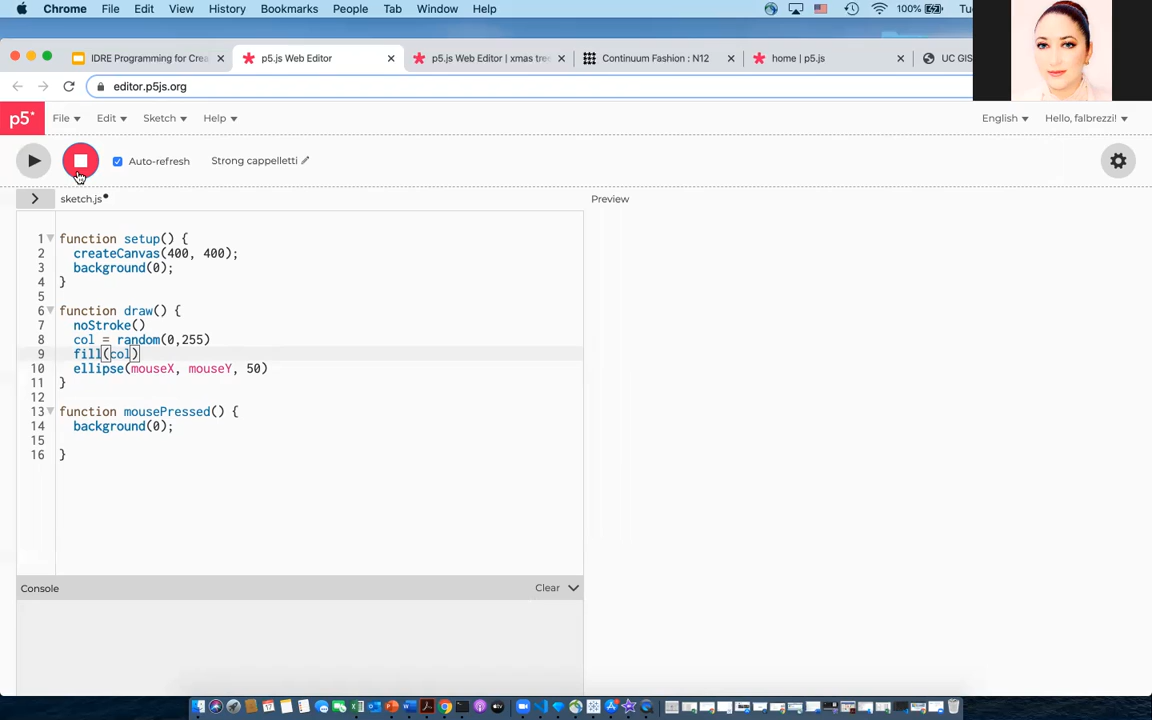 Chrome File Edit View History Bookmarks People Tab Window Help 100%
IDRE Programming for Crea p5.js Web Editor p5.js Web Editor | xmas tre Continuum Fashion : N12 home | p5.js UC GIS
editor.p5js.org
p5* File Edit Sketch Help English Hello, falbrezzi!
Auto-refresh Strong cappelletti
sketch.js Preview
1 function setup() {
2 createCanvas(400, 400);
3 background(0);
4 }
5
6 function draw() {
7 noStroke()
8 col = random(0,255)
9 fill(col)
10 ellipse(mouseX, mouseY, 50)
11 }
12
13 function mousePressed() {
14 background(0);
15
16 }
Console Clear